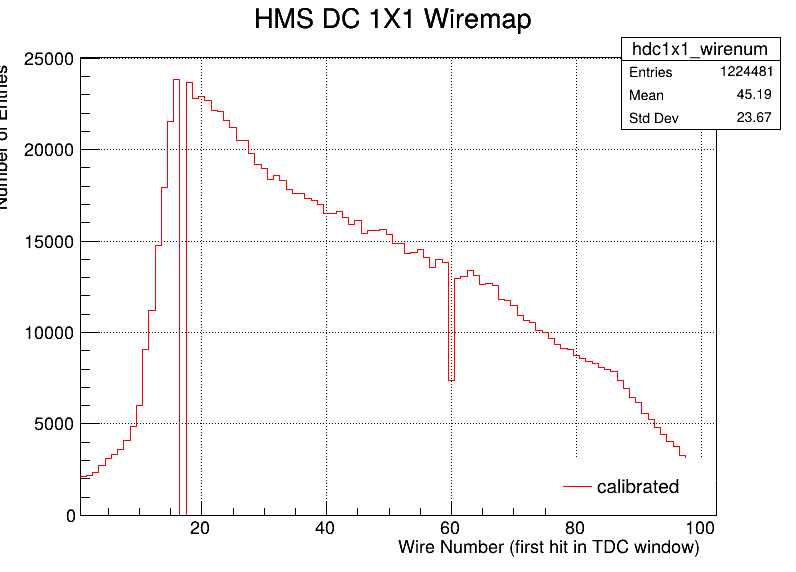 HMS DC 1X1 Wiremap
hdc1x1_wirenum
Entries 1224481
Mean 45.19
Std Dev 23.67
Number of Entries
25000
20000
15000
10000
5000
0
20 40 60 80 100
calibrated
Wire Number (first hit in TDC window)